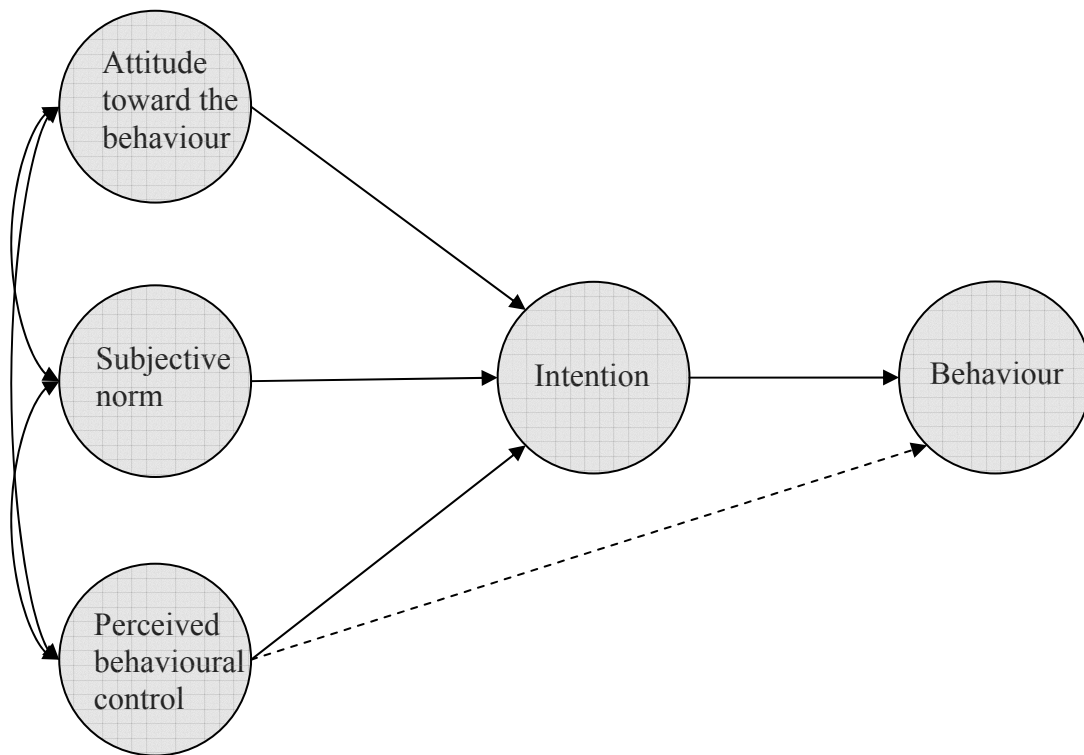 Attitude
toward the
behaviour
Subjective
norm
Intention
Behaviour
Perceived
behavioural
control